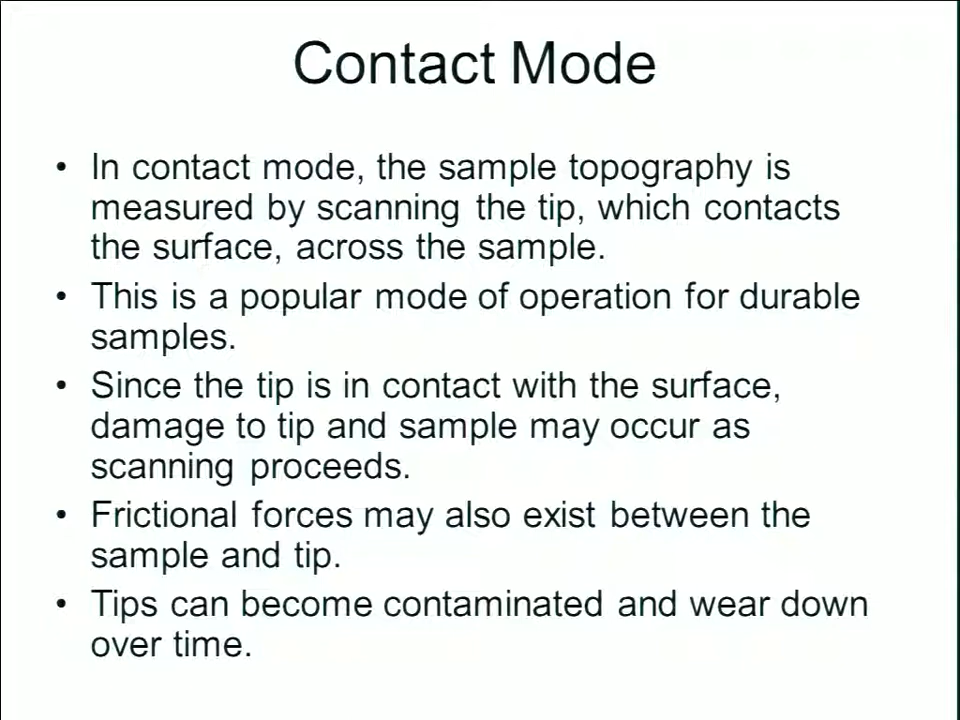 Contact Mode
• In contact mode, the sample topography is
measured by scanning the tip, which contacts
the surface, across the sample.
• This is a popular mode of operation for durable
samples.
• Since the tip is in contact with the surface,
damage to tip and sample may occur as
scanning proceeds.
• Frictional forces may also exist between the
sample and tip.
• Tips can become contaminated and wear down
over time.